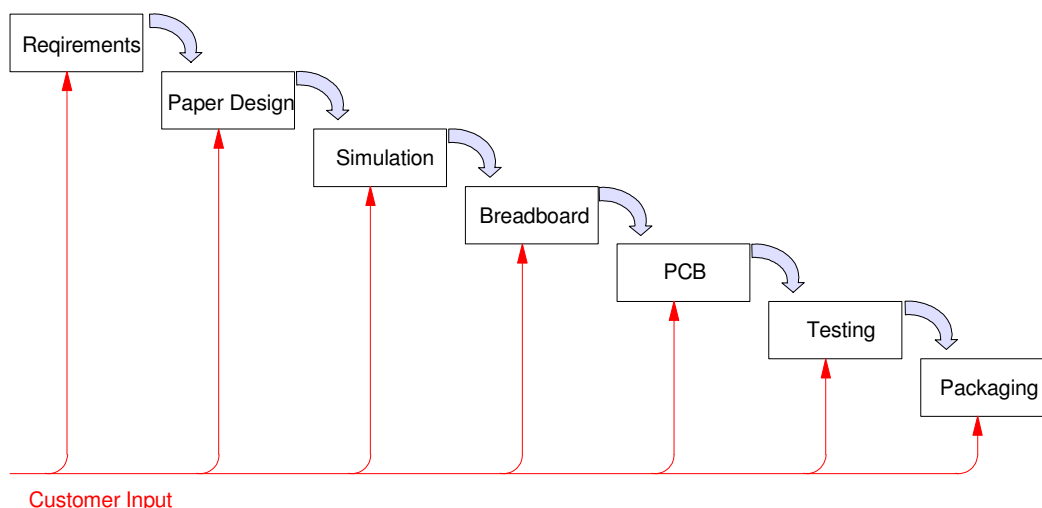 Reqirements
Paper Design
Simulation
Breadboard
PCB
Testing
Packaging
Customer Input